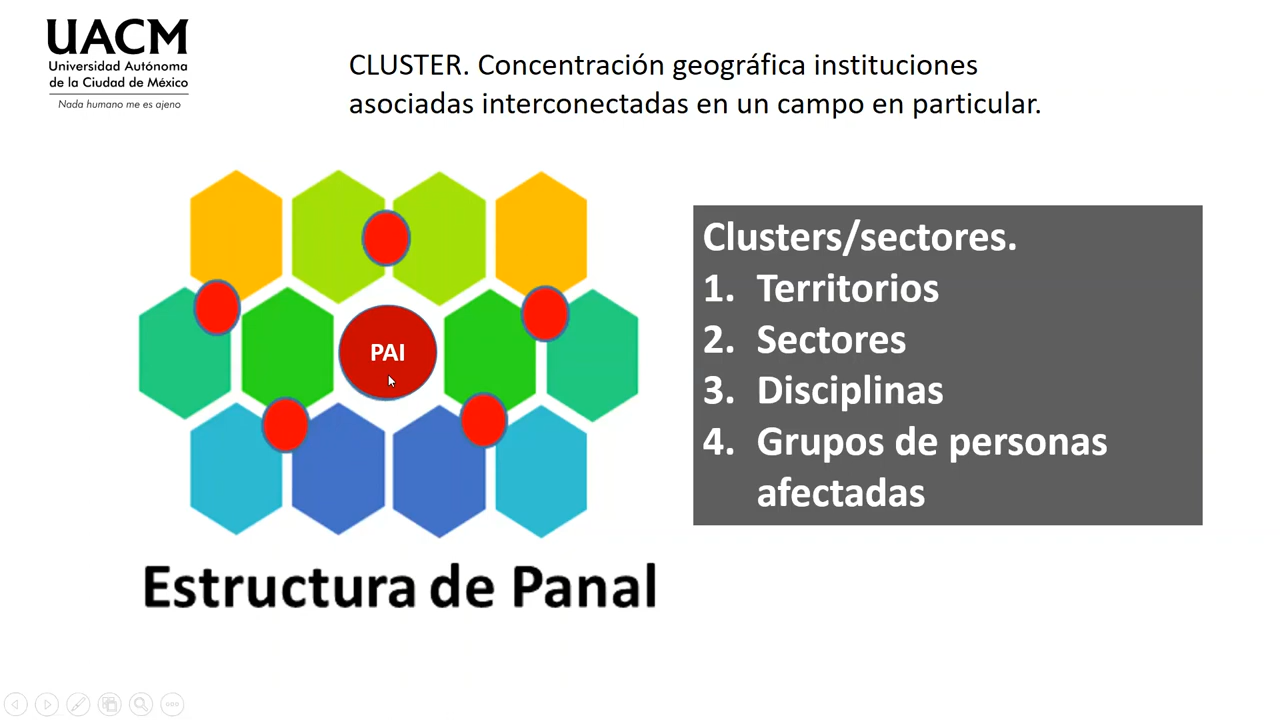 UACM
Universidad Autónoma
de la Ciudad de México
Nada humano me es ajeno
CLUSTER. Concentración geográfica instituciones
asociadas interconectadas en un campo en particular.
PAI
Estructura de Panal
Clusters/sectores.
1. Territorios
2. Sectores
3. Disciplinas
4. Grupos de personas
afectadas